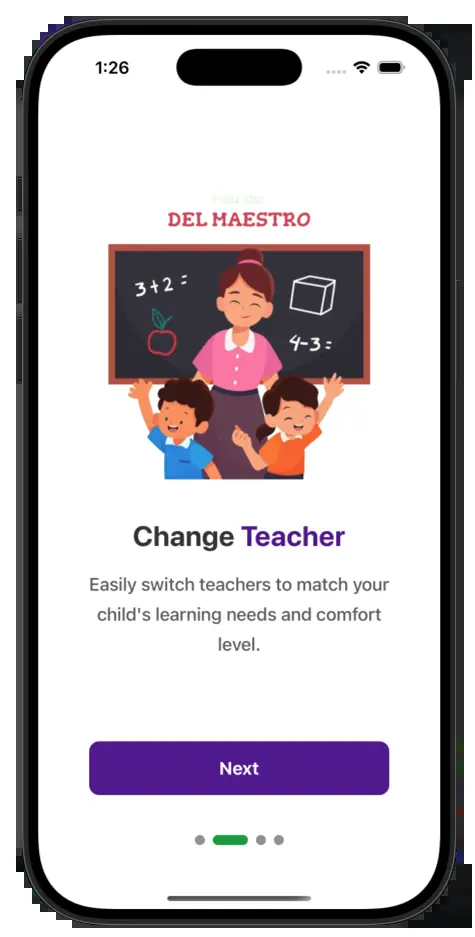 1:26
DEL MAESTRO
3+2 =
4-3 =
Change Teacher
Easily switch teachers to match your
child's learning needs and comfort
level.
Next